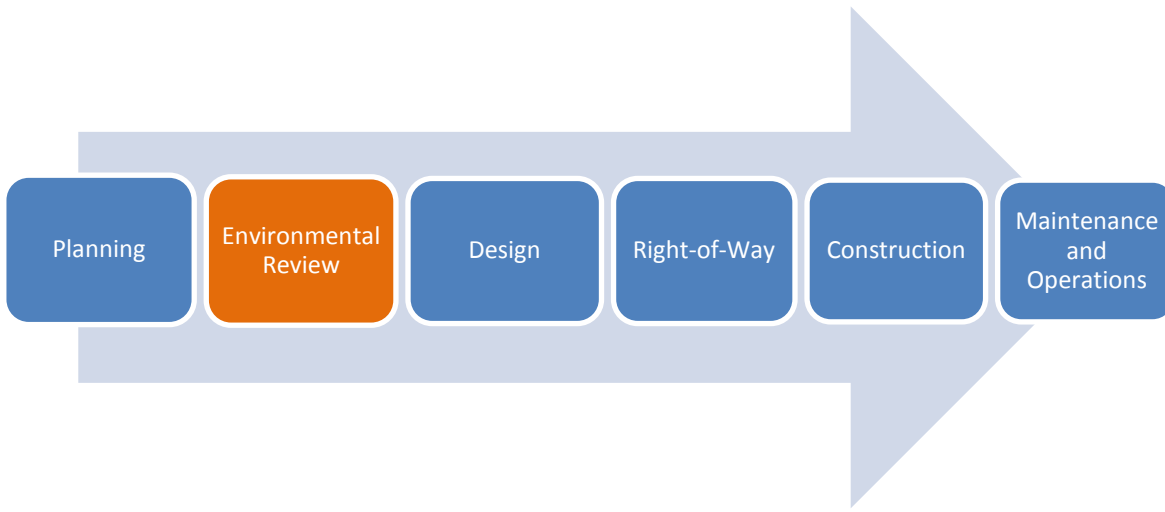 Planning
Environmental
Review
Design
Right-of-Way
Construction
Maintenance
and
Operations